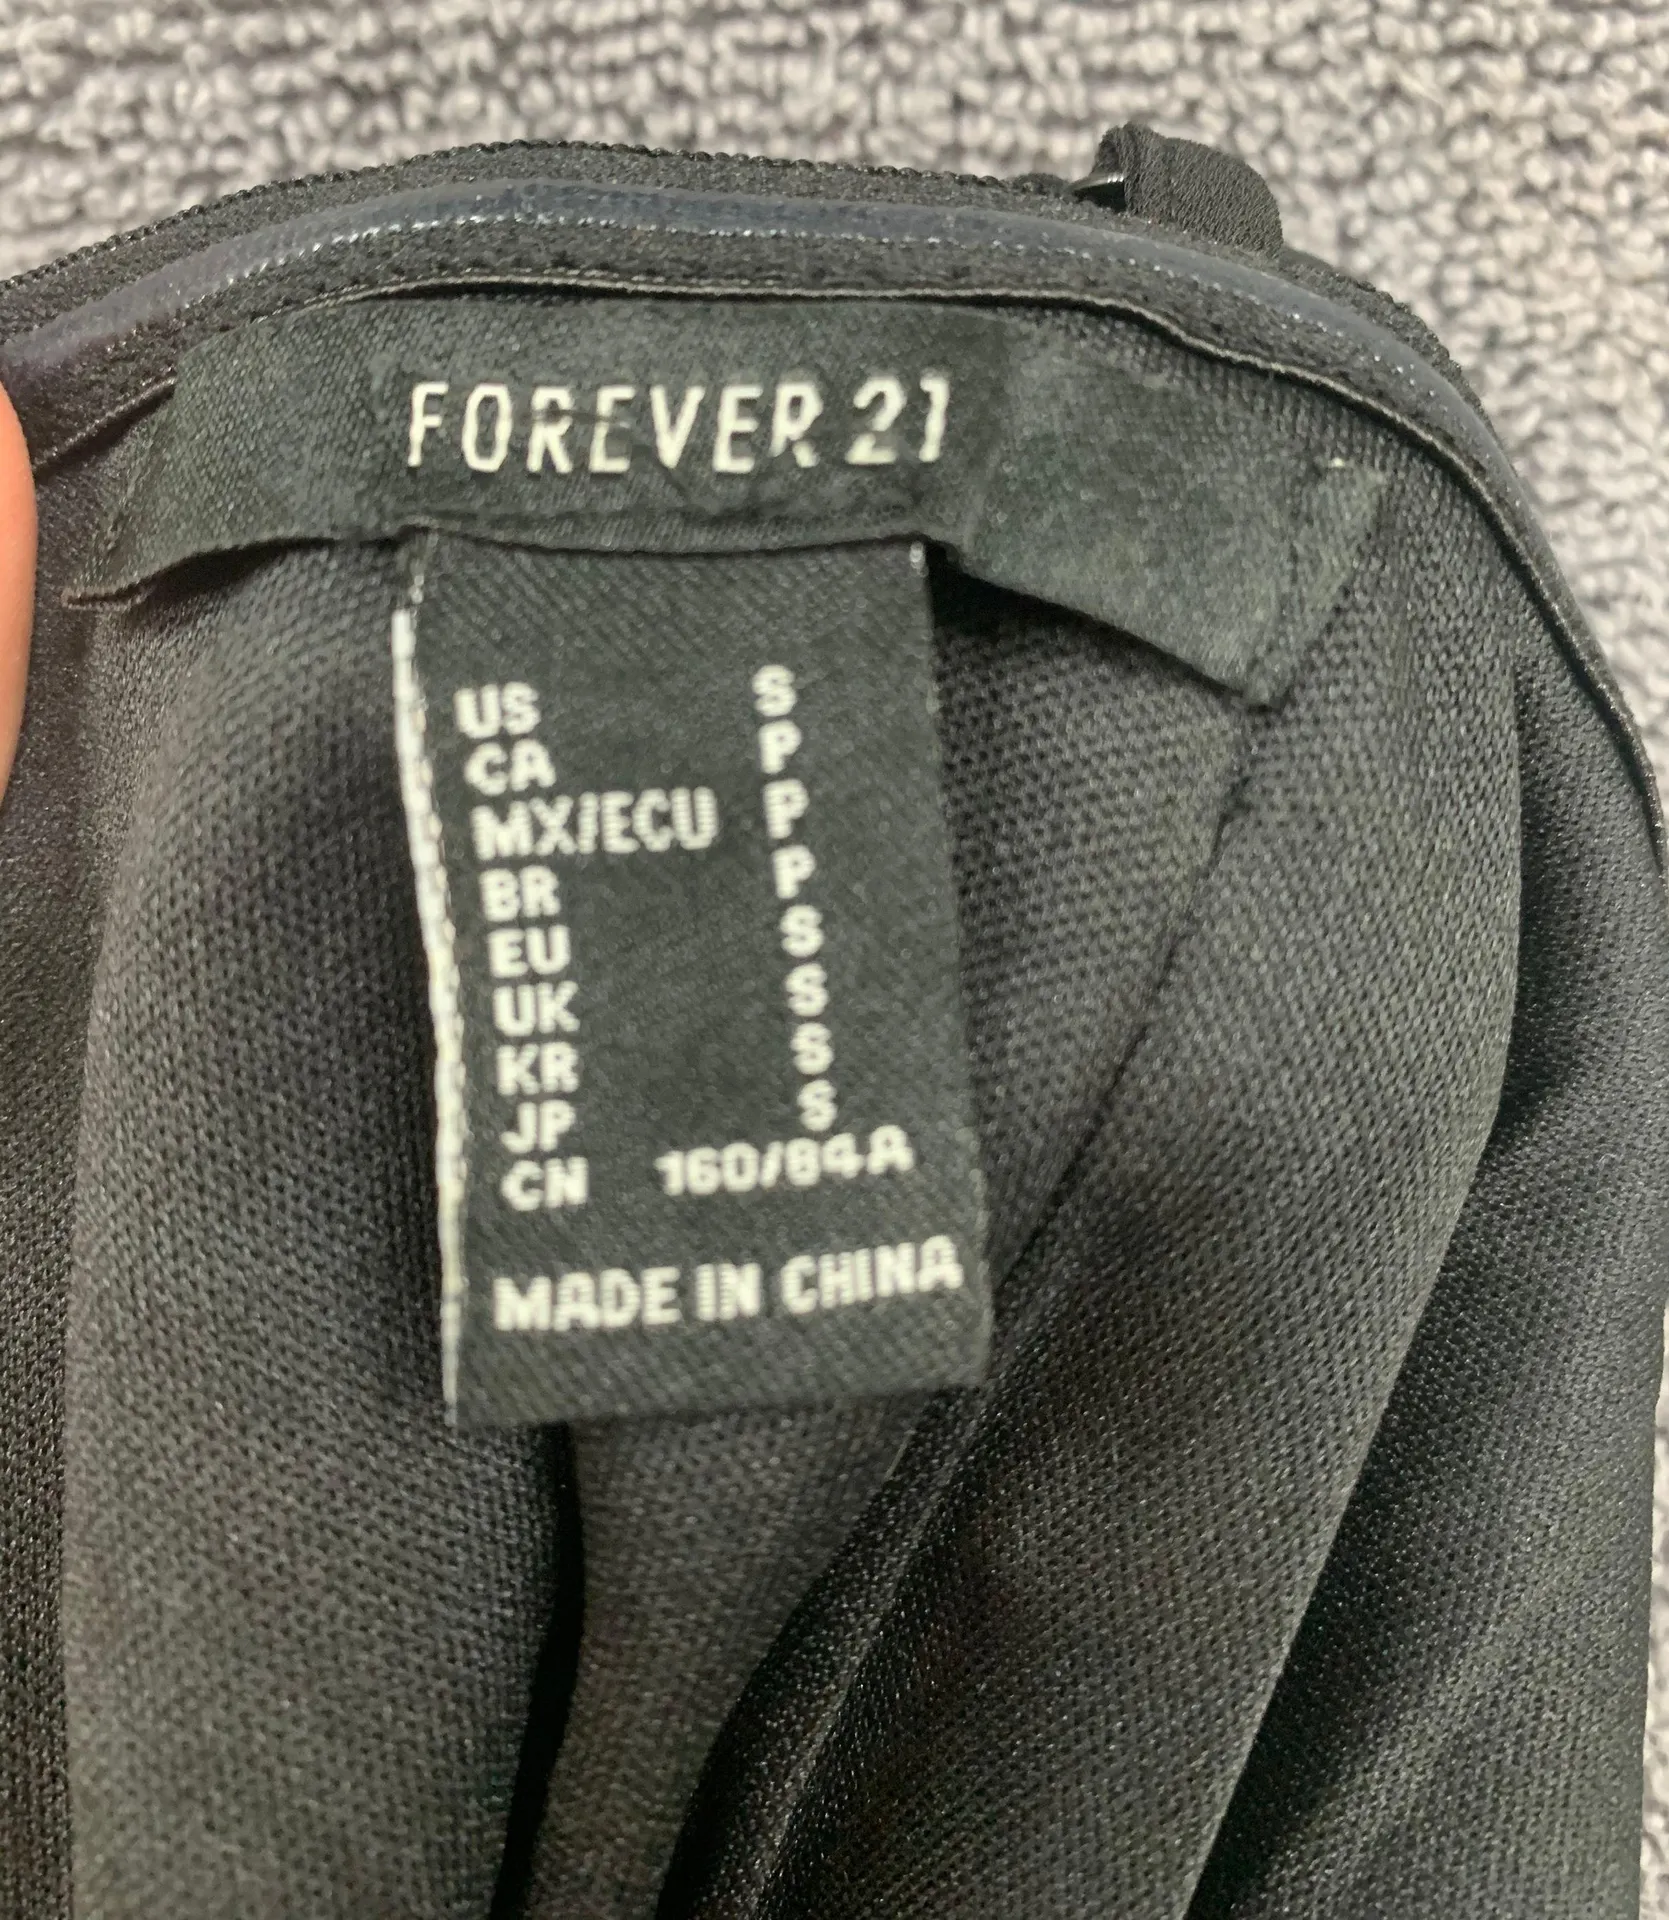 FOREVER 21
US S
CA P
MX/ECU P
BR P
EU S
UK S
KR S
JP S
CN 160/84A
MADE IN CHINA